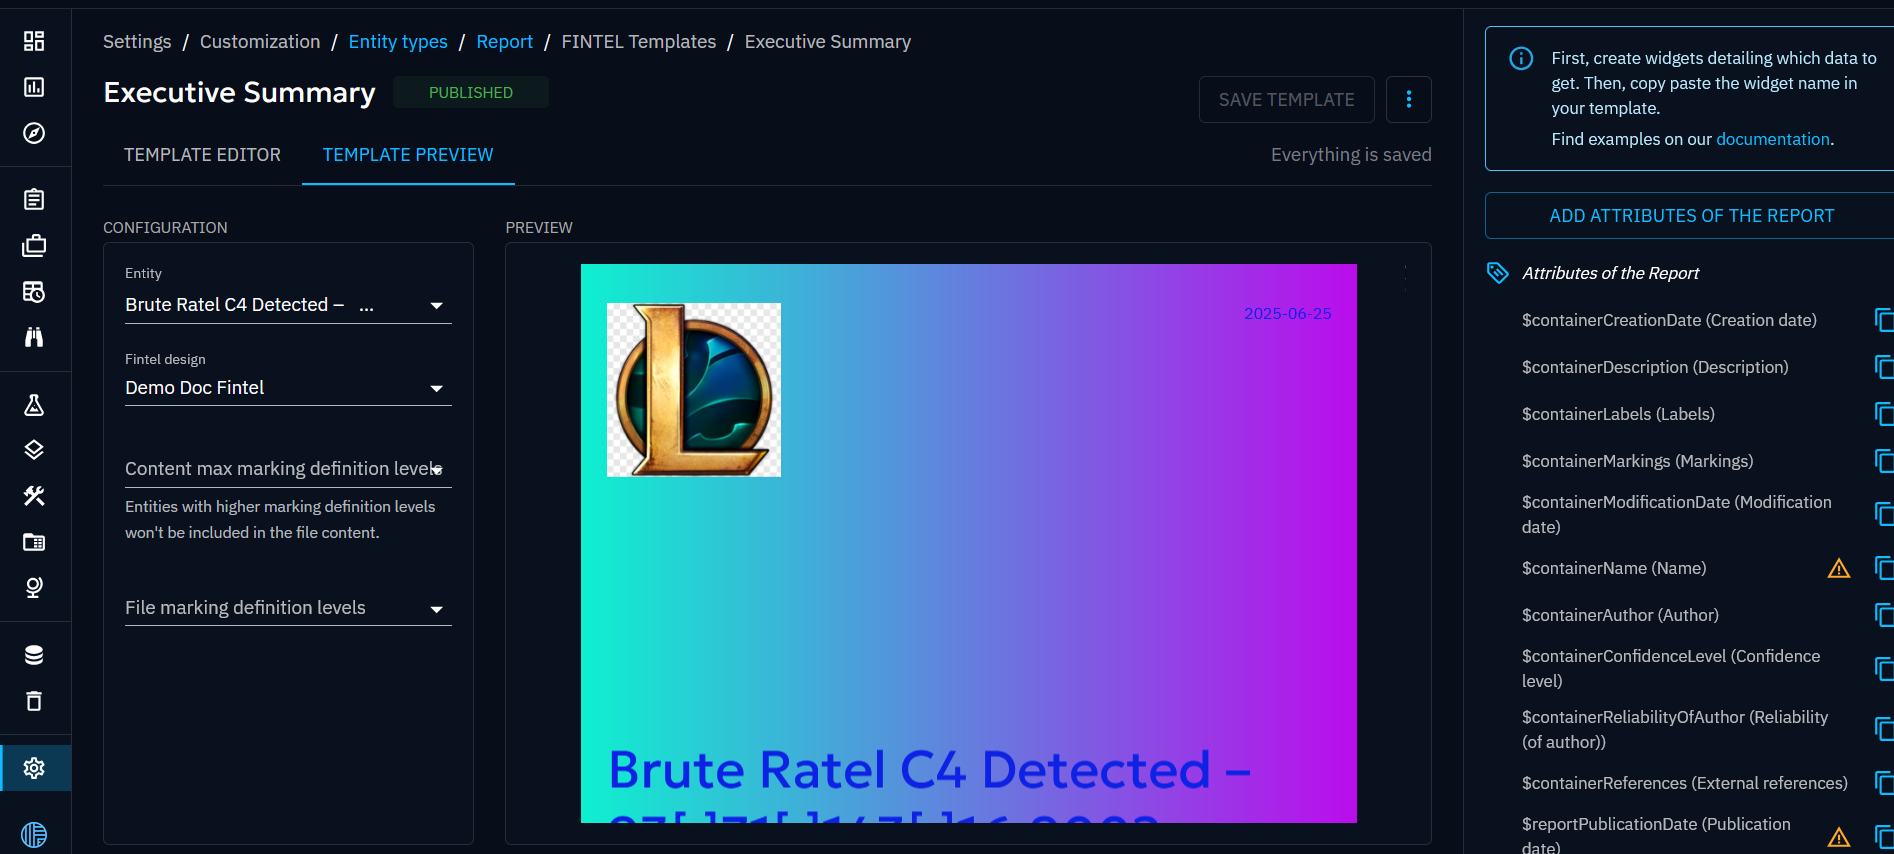 Settings / Customization / Entity types / Report / FINTEL Templates / Executive Summary
Executive Summary
PUBLISHED
SAVE TEMPLATE
TEMPLATE EDITOR
TEMPLATE PREVIEW
Everything is saved
CONFIGURATION
Entity
Brute Ratel C4 Detected – ...
Fintel design
Demo Doc Fintel
Content max marking definition levels
Entities with higher marking definition levels
won't be included in the file content.
File marking definition levels
PREVIEW
2025-06-25
Brute Ratel C4 Detected –
First, create widgets detailing which data to
get. Then, copy paste the widget name in
your template.
Find examples on our documentation.
ADD ATTRIBUTES OF THE REPORT
Attributes of the Report
$containerCreationDate (Creation date)
$containerDescription (Description)
$containerLabels (Labels)
$containerMarkings (Markings)
$containerModificationDate (Modification
date)
$containerName (Name)
$containerAuthor (Author)
$containerConfidenceLevel (Confidence
level)
$containerReliabilityOfAuthor (Reliability
(of author))
$containerReferences (External references)
$reportPublicationDate (Publication
date)